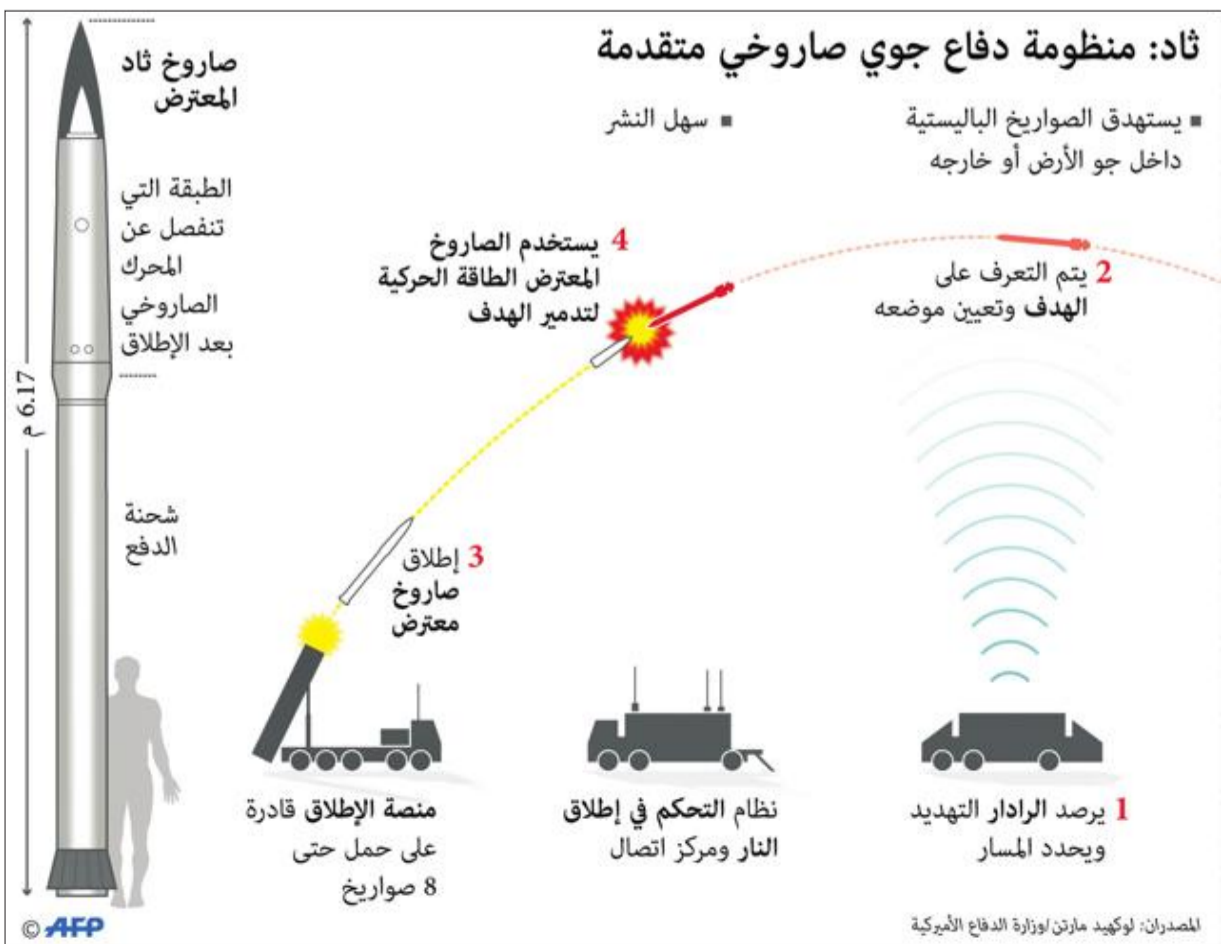 ثاد: منظومة دفاع جوي صاروخي متقدمة
■ يستهدق الصواريخ الباليستية
داخل جو الأرض أو خارجه
■ سهل النشر
صاروخ ثاد
المعترض
الطبقة التي
تنفصل عن
المحرك
الصاروخي
بعد الإطلاق
6.17 م
شحنة
الدفع
1 يرصد الرادار التهديد
ويحدد المسار
2 يتم التعرف على
الهدف وتعيين موضعه
3 إطلاق
صاروخ
معترض
4 يستخدم الصاروخ
المعترض الطاقة الحركية
لتدمير الهدف
نظام التحكم في إطلاق
النار ومركز اتصال
منصة الإطلاق قادرة
على حمل حتى
8 صواريخ
المصدران: لوكهيد مارتن/وزارة الدفاع الأميركية
© AFP